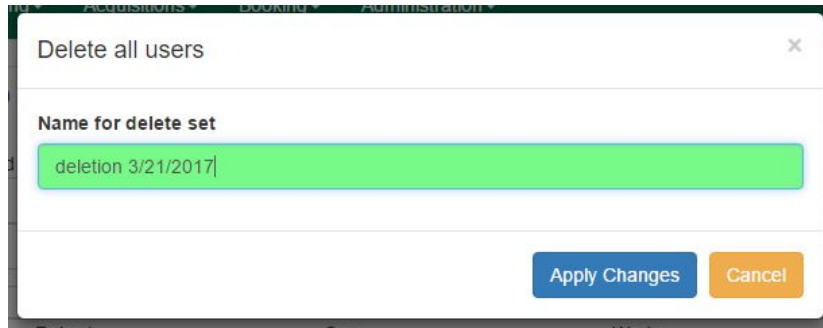 Acquisitions Booking Administration
Delete all users ×
Name for delete set
deletion 3/21/2017
Apply Changes Cancel